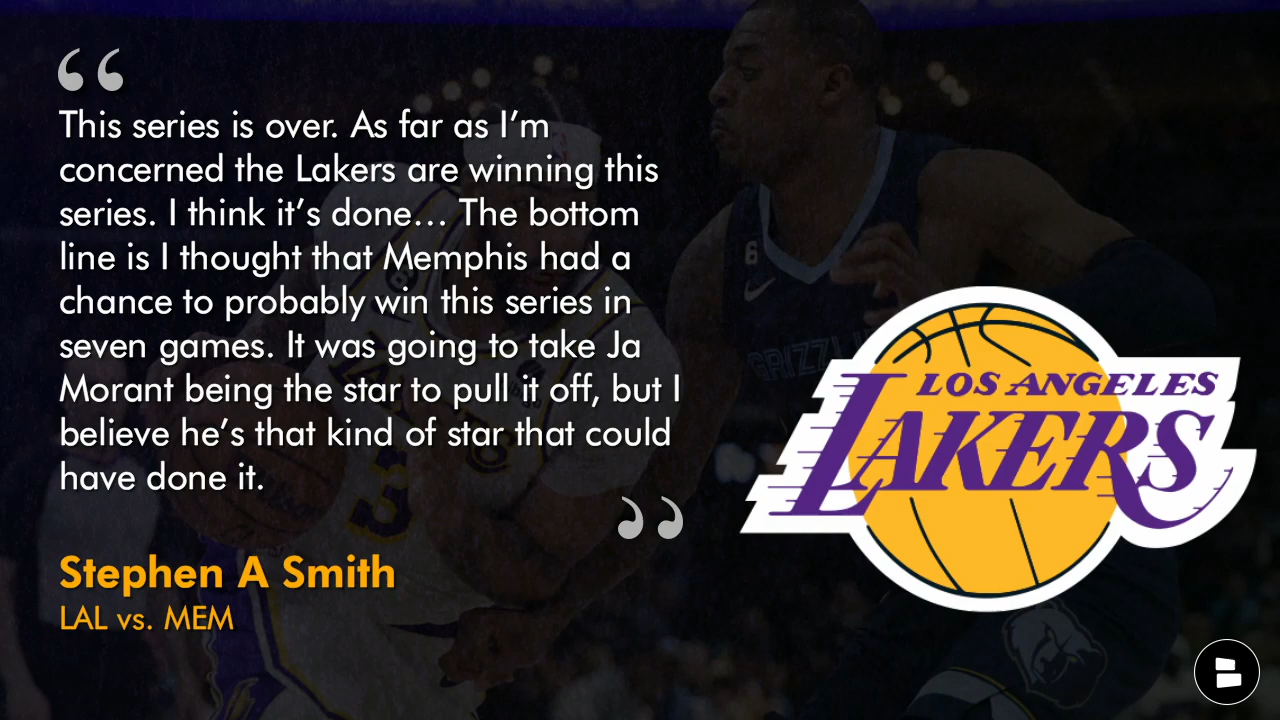 “
This series is over. As far as I’m
concerned the Lakers are winning this
series. I think it’s done… The bottom
line is I thought that Memphis had a
chance to probably win this series in
seven games. It was going to take Ja
Morant being the star to pull it off, but I
believe he’s that kind of star that could
have done it.
”
Stephen A Smith
LAL vs. MEM
6
GRIZZLI
LOS ANGELES
LAKERS